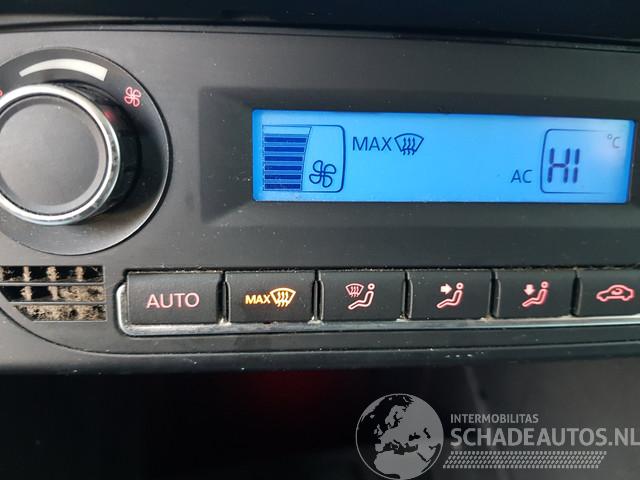 MAX
°C
AC HI
AUTO MAX
INTERMOBILITAS
SCHADEAUTOS.NL